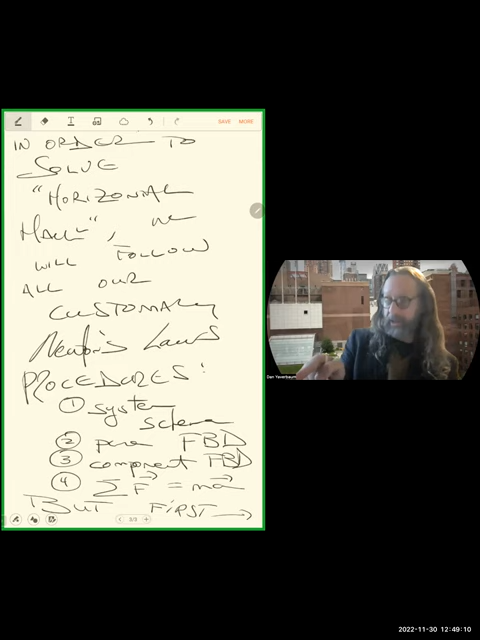 SAVE MORE
IN ORDER TO
SOLVE
"HORIZONTAL
HALL", WE
WILL FOLLOW
ALL OUR
CUSTOMARY
Newton's Laws
PROCEDURES:
① system
schema
② pure FBD
③ component FBD
④ ΣF⃗ = ma⃗
BUT FIRST →
3/3
Dan Yaverbaum
2022-11-30 12:49:10